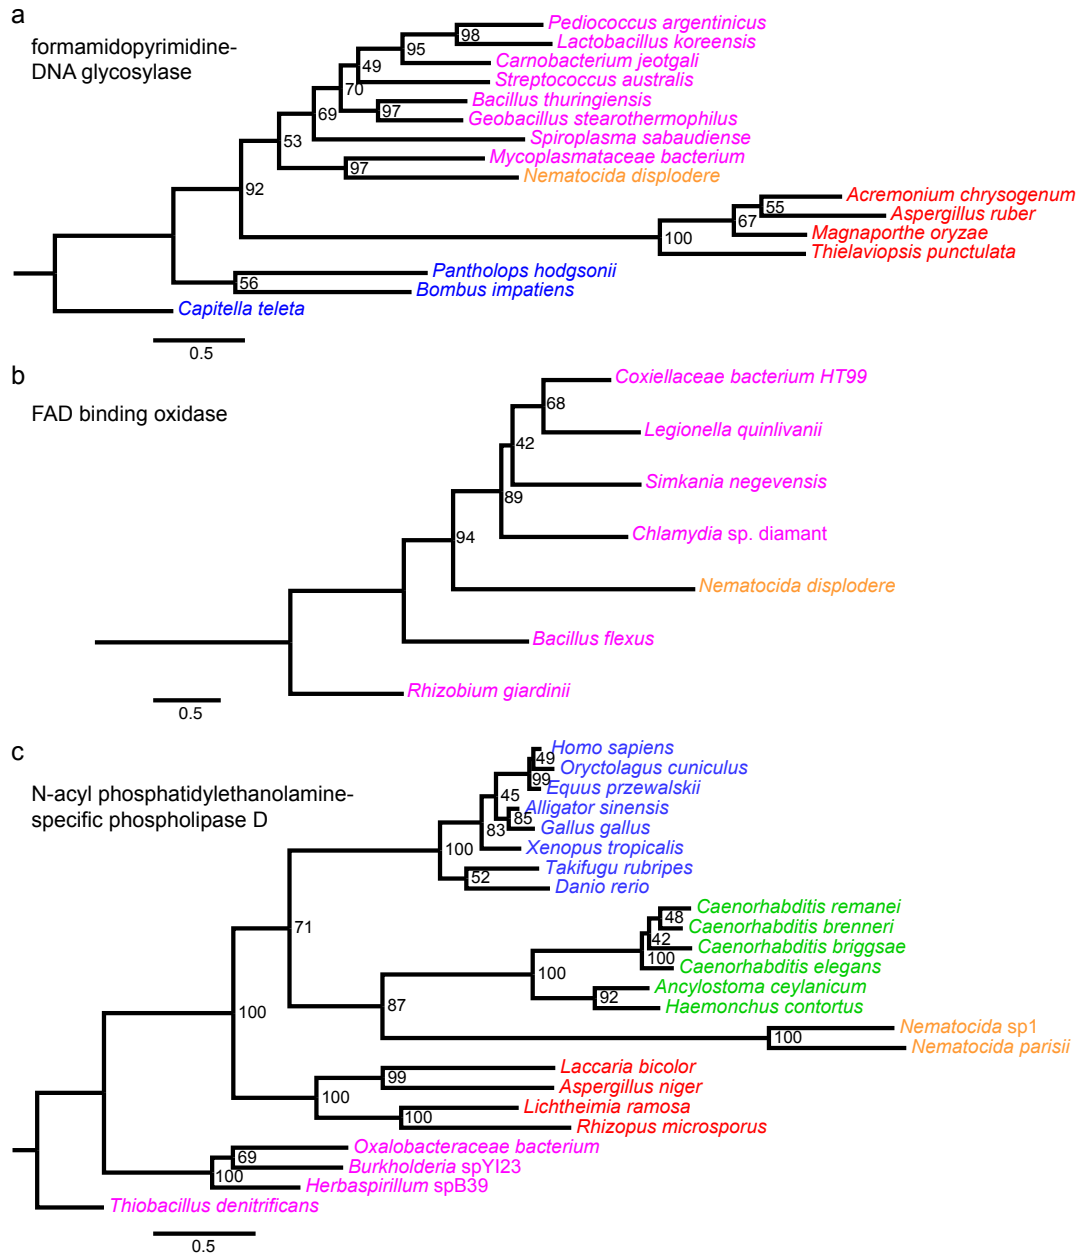 a
formamidopyrimidine-
DNA glycosylase
Pediococcus argentinicus
98
Lactobacillus koreensis
95
Carnobacterium jeotgali
49
Streptococcus australis
70
Bacillus thuringiensis
97
69
Geobacillus stearothermophilus
53
Spiroplasma sabaudiense
Mycoplasmataceae bacterium
97
Nematocida displodere
92
Acremonium chrysogenum
55
Aspergillus ruber
67
Magnaporthe oryzae
100
Thielaviopsis punctulata
Pantholops hodgsonii
56
Bombus impatiens
Capitella teleta
0.5
b
FAD binding oxidase
Coxiellaceae bacterium HT99
68
Legionella quinlivanii
42
Simkania negevensis
89
Chlamydia sp. diamant
94
Nematocida displodere
Bacillus flexus
Rhizobium giardinii
0.5
c
N-acyl phosphatidylethanolamine-
specific phospholipase D
Homo sapiens
49
Oryctolagus cuniculus
99
Equus przewalskii
45
Alligator sinensis
85
Gallus gallus
83
Xenopus tropicalis
100
Takifugu rubripes
52
Danio rerio
Caenorhabditis remanei
48
Caenorhabditis brenneri
71
42
Caenorhabditis briggsae
100
Caenorhabditis elegans
100
Ancylostoma ceylanicum
92
Haemonchus contortus
87
100
Nematocida sp1
100
Nematocida parisii
Laccaria bicolor
99
Aspergillus niger
100
Lichtheimia ramosa
100
Rhizopus microsporus
Oxalobacteraceae bacterium
69
Burkholderia spYI23
100
Herbaspirillum spB39
Thiobacillus denitrificans
0.5